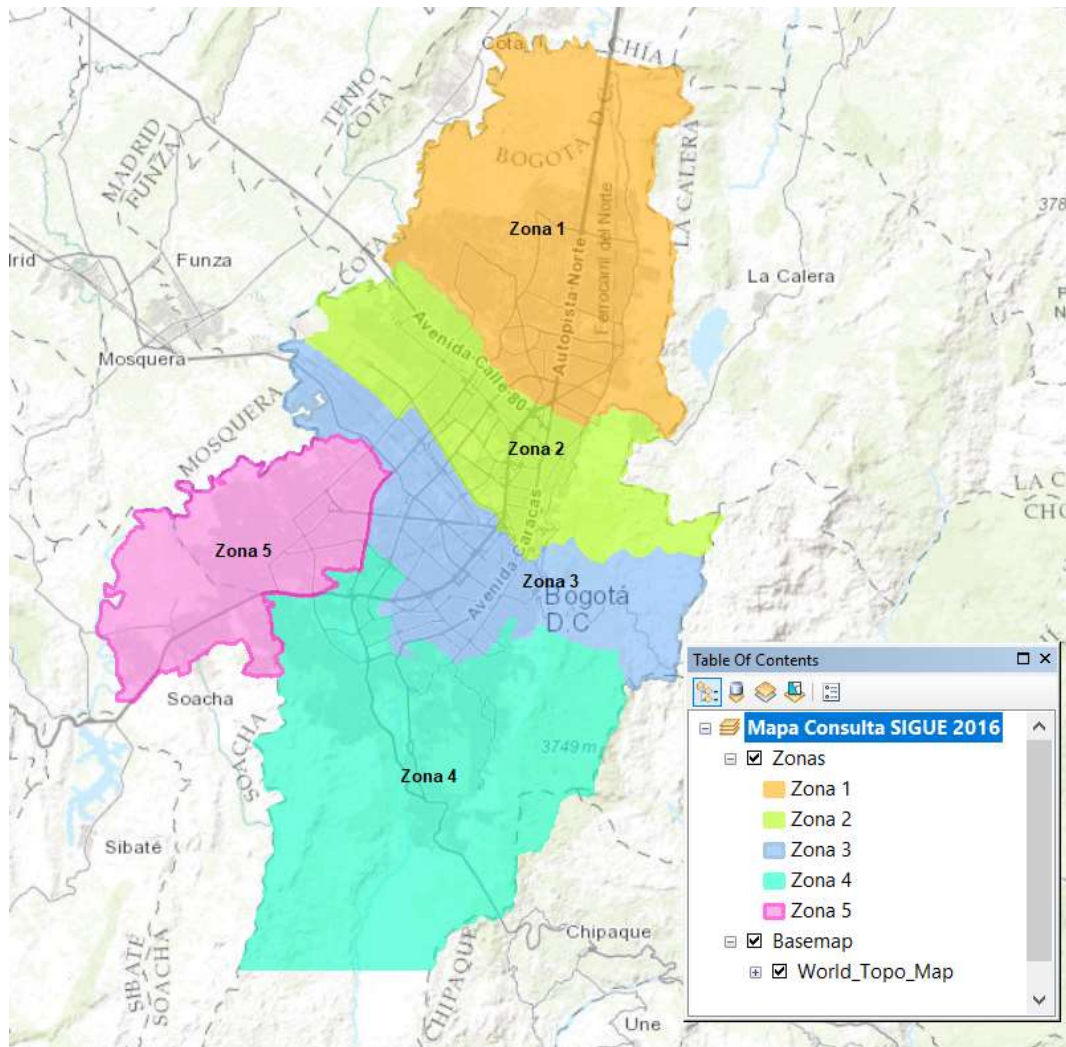 Cota
CHÍA
TENJO
COTA
MADRID
FUNZA
BOGOTÁ D.C.
LA CALERA
Zona 1
Autopista Norte
Ferrocarril del Norte
COTA
Funza
La Calera
Mosquera
Avenida Calle 80
MOSQUERA
Zona 2
Avenida Caracas
Zona 5
Zona 3
Bogotá
D.C
Soacha
SOACHA
3749 m
Zona 4
Sibaté
SIBATÉ
SOACHA
CHIPAQUE
Chipaque
Une
Table Of Contents
Mapa Consulta SIGUE 2016
Zonas
Zona 1
Zona 2
Zona 3
Zona 4
Zona 5
Basemap
World_Topo_Map